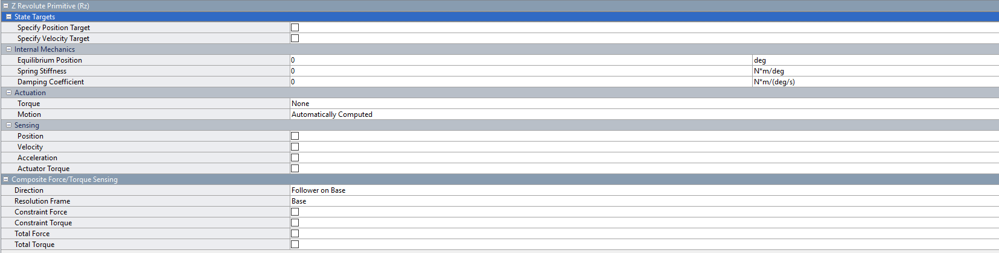 Z Revolute Primitive (Rz)
State Targets
Specify Position Target
Specify Velocity Target
Internal Mechanics
Equilibrium Position 0 deg
Spring Stiffness 0 N*m/deg
Damping Coefficient 0 N*m/(deg/s)
Actuation
Torque None
Motion Automatically Computed
Sensing
Position
Velocity
Acceleration
Actuator Torque
Composite Force/Torque Sensing
Direction Follower on Base
Resolution Frame Base
Constraint Force
Constraint Torque
Total Force
Total Torque